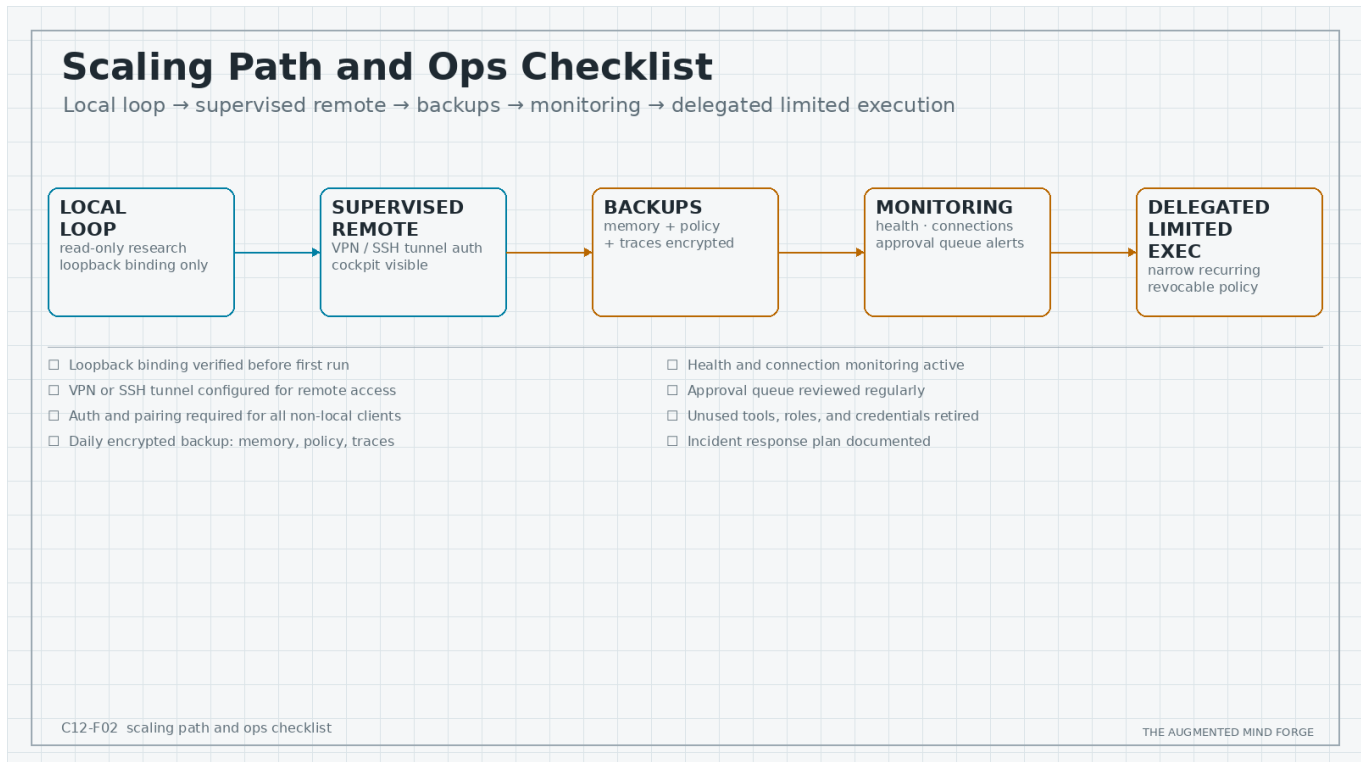 Scaling Path and Ops Checklist
Local loop → supervised remote → backups → monitoring → delegated limited execution
LOCAL
LOOP
read-only research
loopback binding only
SUPERVISED
REMOTE
VPN / SSH tunnel auth
cockpit visible
BACKUPS
memory + policy
+ traces encrypted
MONITORING
health · connections
approval queue alerts
DELEGATED
LIMITED
EXEC
narrow recurring
revocable policy
☐ Loopback binding verified before first run
☐ VPN or SSH tunnel configured for remote access
☐ Auth and pairing required for all non-local clients
☐ Daily encrypted backup: memory, policy, traces
☐ Health and connection monitoring active
☐ Approval queue reviewed regularly
☐ Unused tools, roles, and credentials retired
☐ Incident response plan documented
C12-F02 scaling path and ops checklist
THE AUGMENTED MIND FORGE